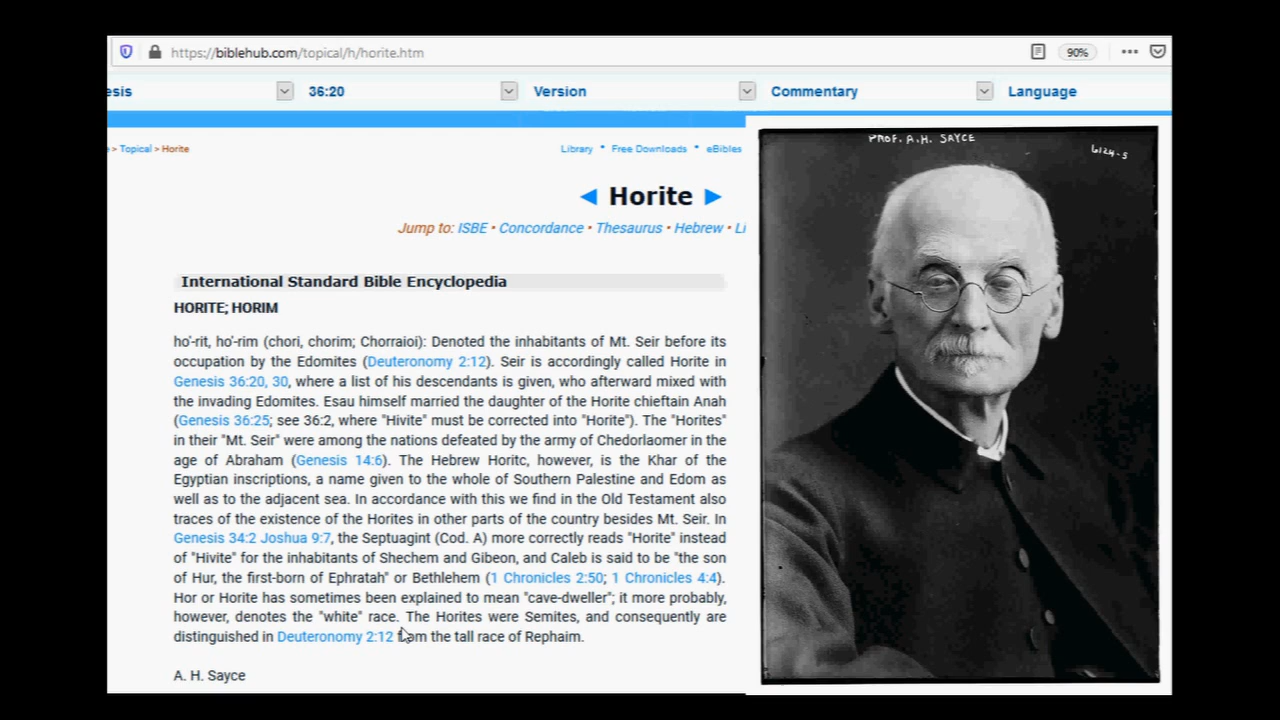 https://biblehub.com/topical/h/horite.htm
90%
esis 36:20 Version Commentary Language
> Topical > Horite
Library • Free Downloads • eBibles
◄ Horite ►
Jump to: ISBE • Concordance • Thesaurus • Hebrew • Li
International Standard Bible Encyclopedia
HORITE; HORIM
ho'-rit, ho'-rim (chori, chorim; Chorraioi): Denoted the inhabitants of Mt. Seir before its
occupation by the Edomites (Deuteronomy 2:12). Seir is accordingly called Horite in
Genesis 36:20, 30, where a list of his descendants is given, who afterward mixed with
the invading Edomites. Esau himself married the daughter of the Horite chieftain Anah
(Genesis 36:25; see 36:2, where "Hivite" must be corrected into "Horite"). The "Horites"
in their "Mt. Seir" were among the nations defeated by the army of Chedorlaomer in the
age of Abraham (Genesis 14:6). The Hebrew Horitc, however, is the Khar of the
Egyptian inscriptions, a name given to the whole of Southern Palestine and Edom as
well as to the adjacent sea. In accordance with this we find in the Old Testament also
traces of the existence of the Horites in other parts of the country besides Mt. Seir. In
Genesis 34:2 Joshua 9:7, the Septuagint (Cod. A) more correctly reads "Horite" instead
of "Hivite" for the inhabitants of Shechem and Gibeon, and Caleb is said to be "the son
of Hur, the first-born of Ephratah" or Bethlehem (1 Chronicles 2:50; 1 Chronicles 4:4).
Hor or Horite has sometimes been explained to mean "cave-dweller"; it more probably,
however, denotes the "white" race. The Horites were Semites, and consequently are
distinguished in Deuteronomy 2:12 from the tall race of Rephaim.
A. H. Sayce
PROF. A.H. SAYCE
6124-5